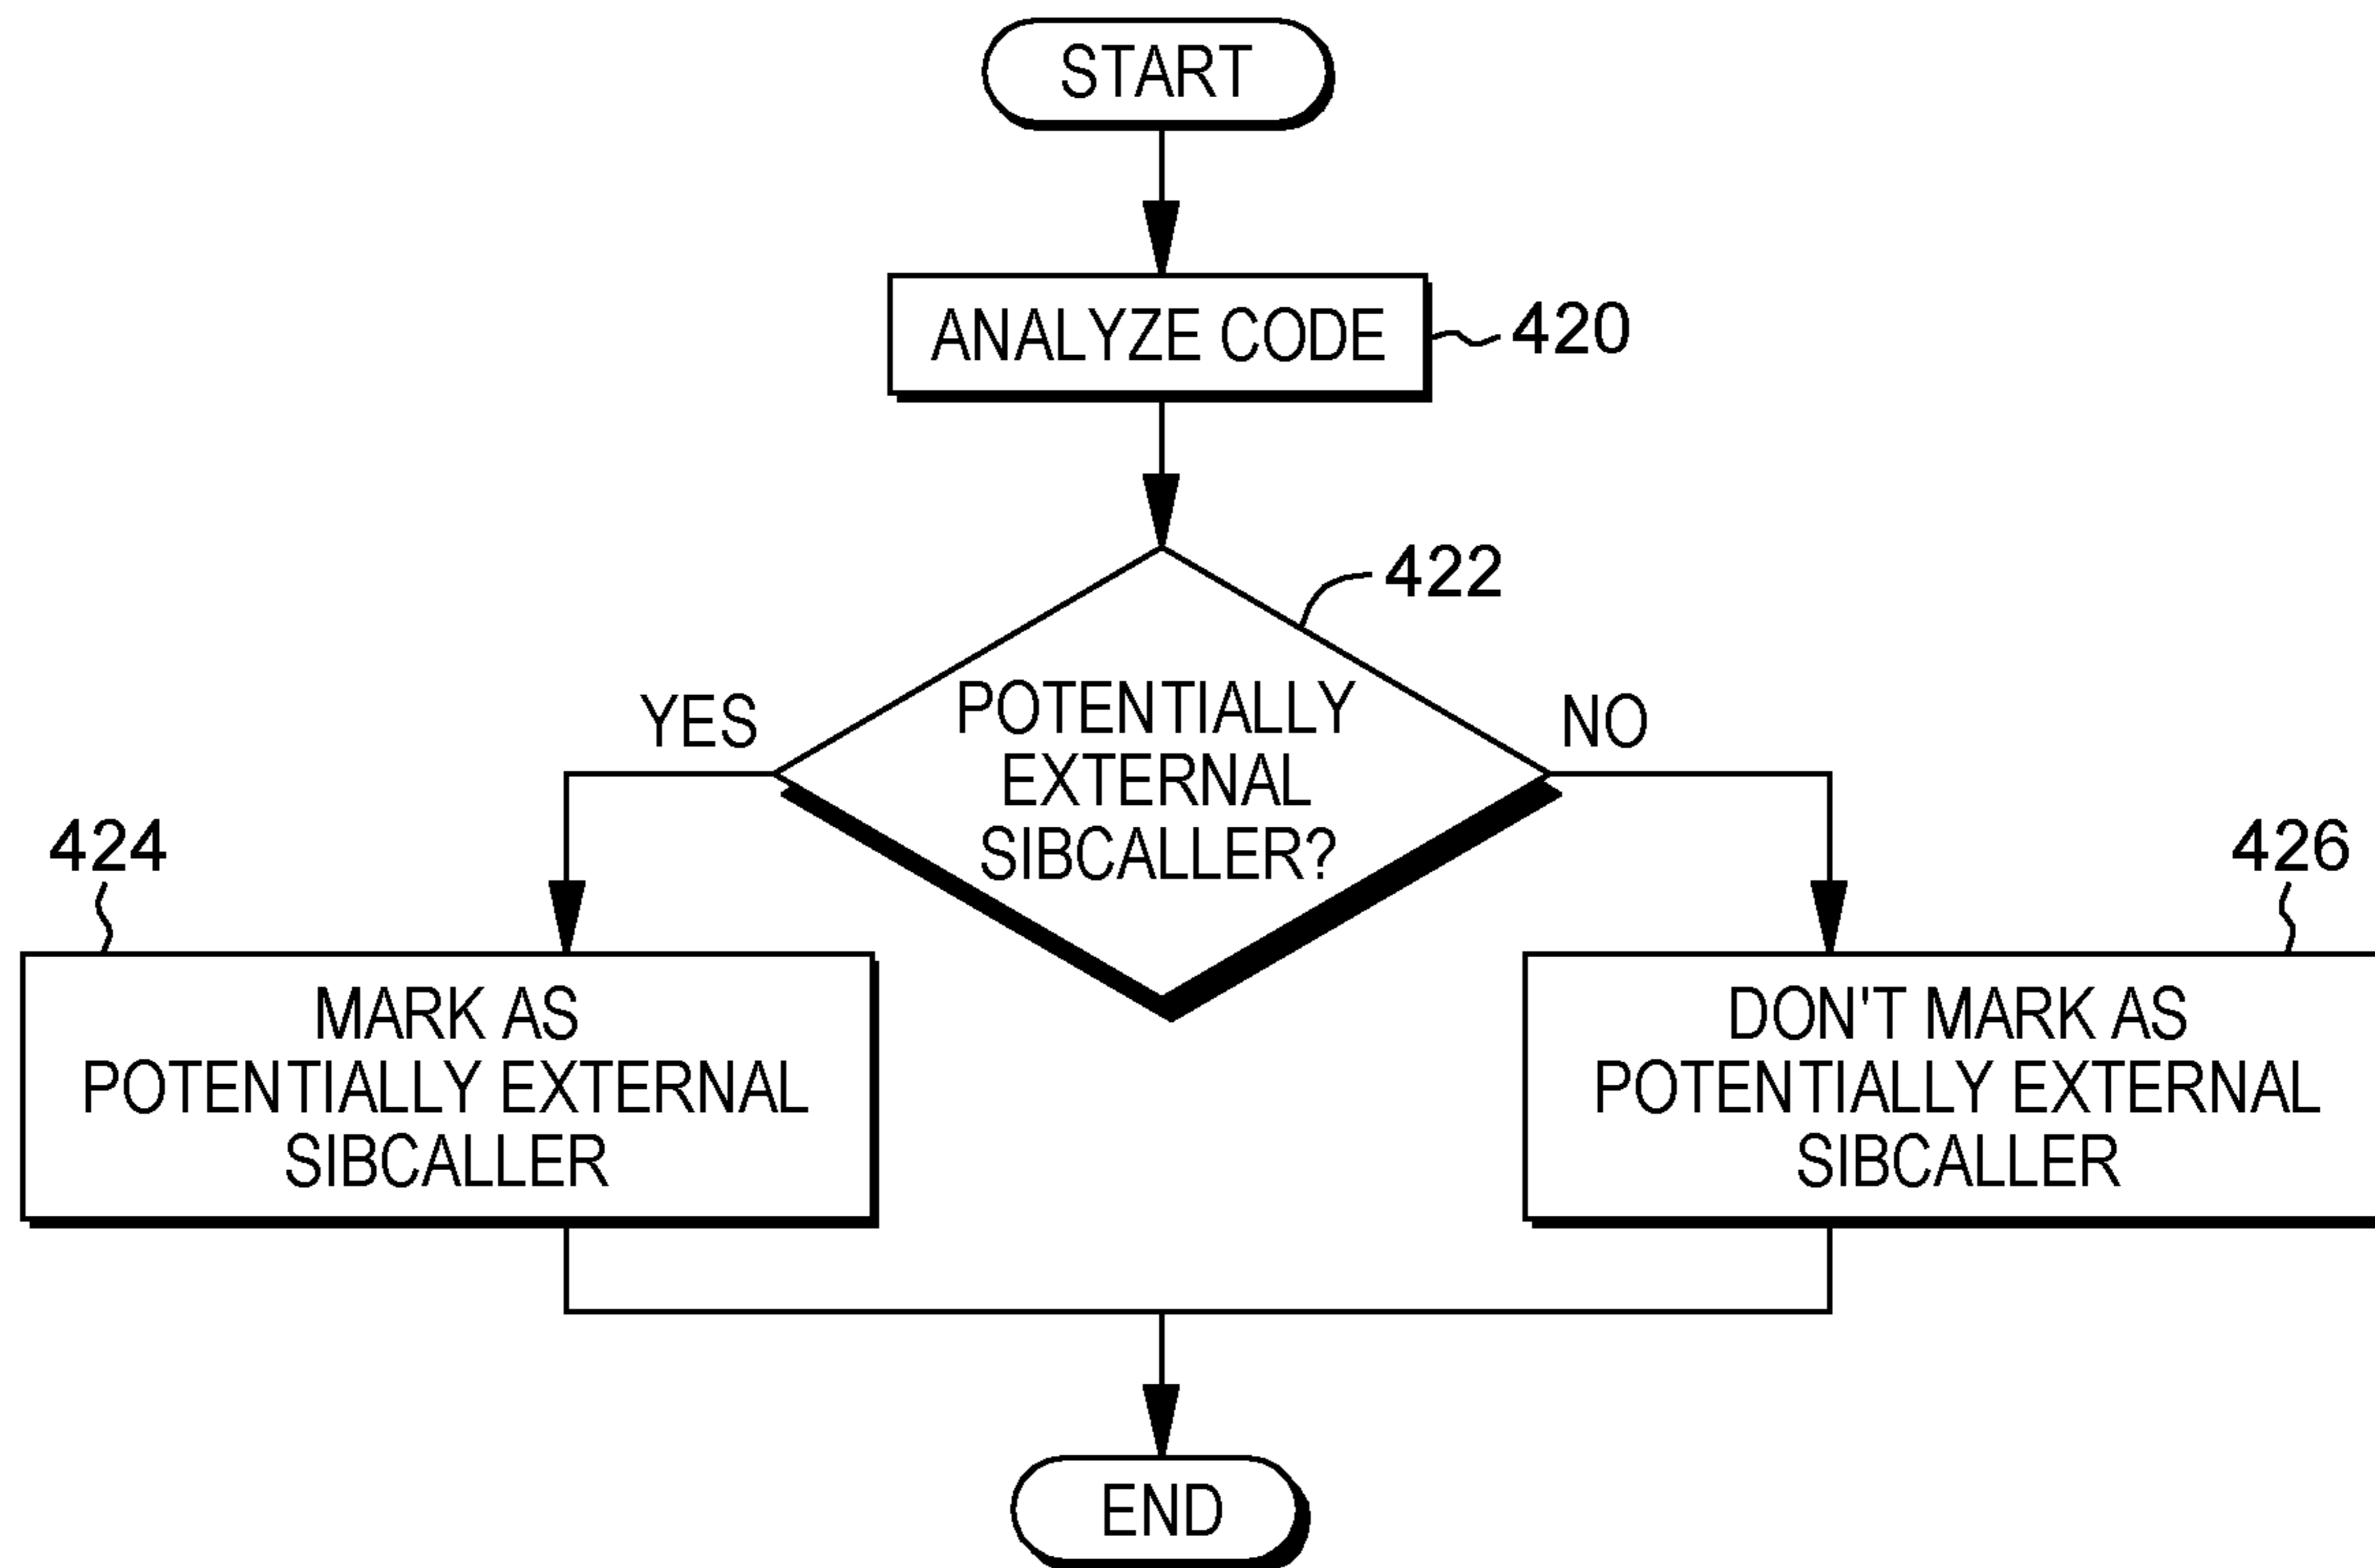 START
ANALYZE CODE
420
422
POTENTIALLY
EXTERNAL
SIBCALLER?
YES
NO
424
426
MARK AS
POTENTIALLY EXTERNAL
SIBCALLER
DON'T MARK AS
POTENTIALLY EXTERNAL
SIBCALLER
END